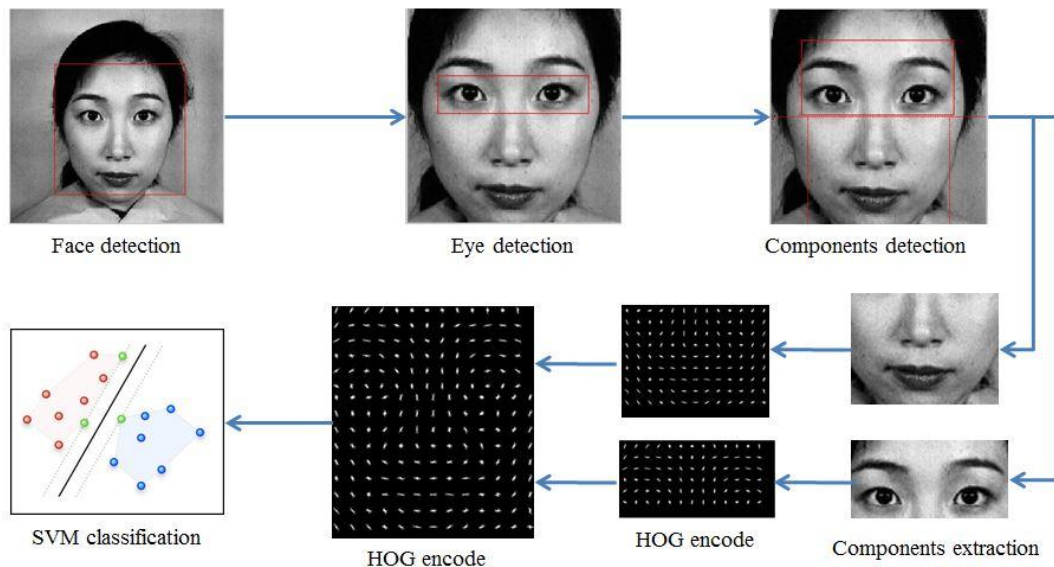 Face detection
Eye detection
Components detection
SVM classification
HOG encode
HOG encode
Components extraction